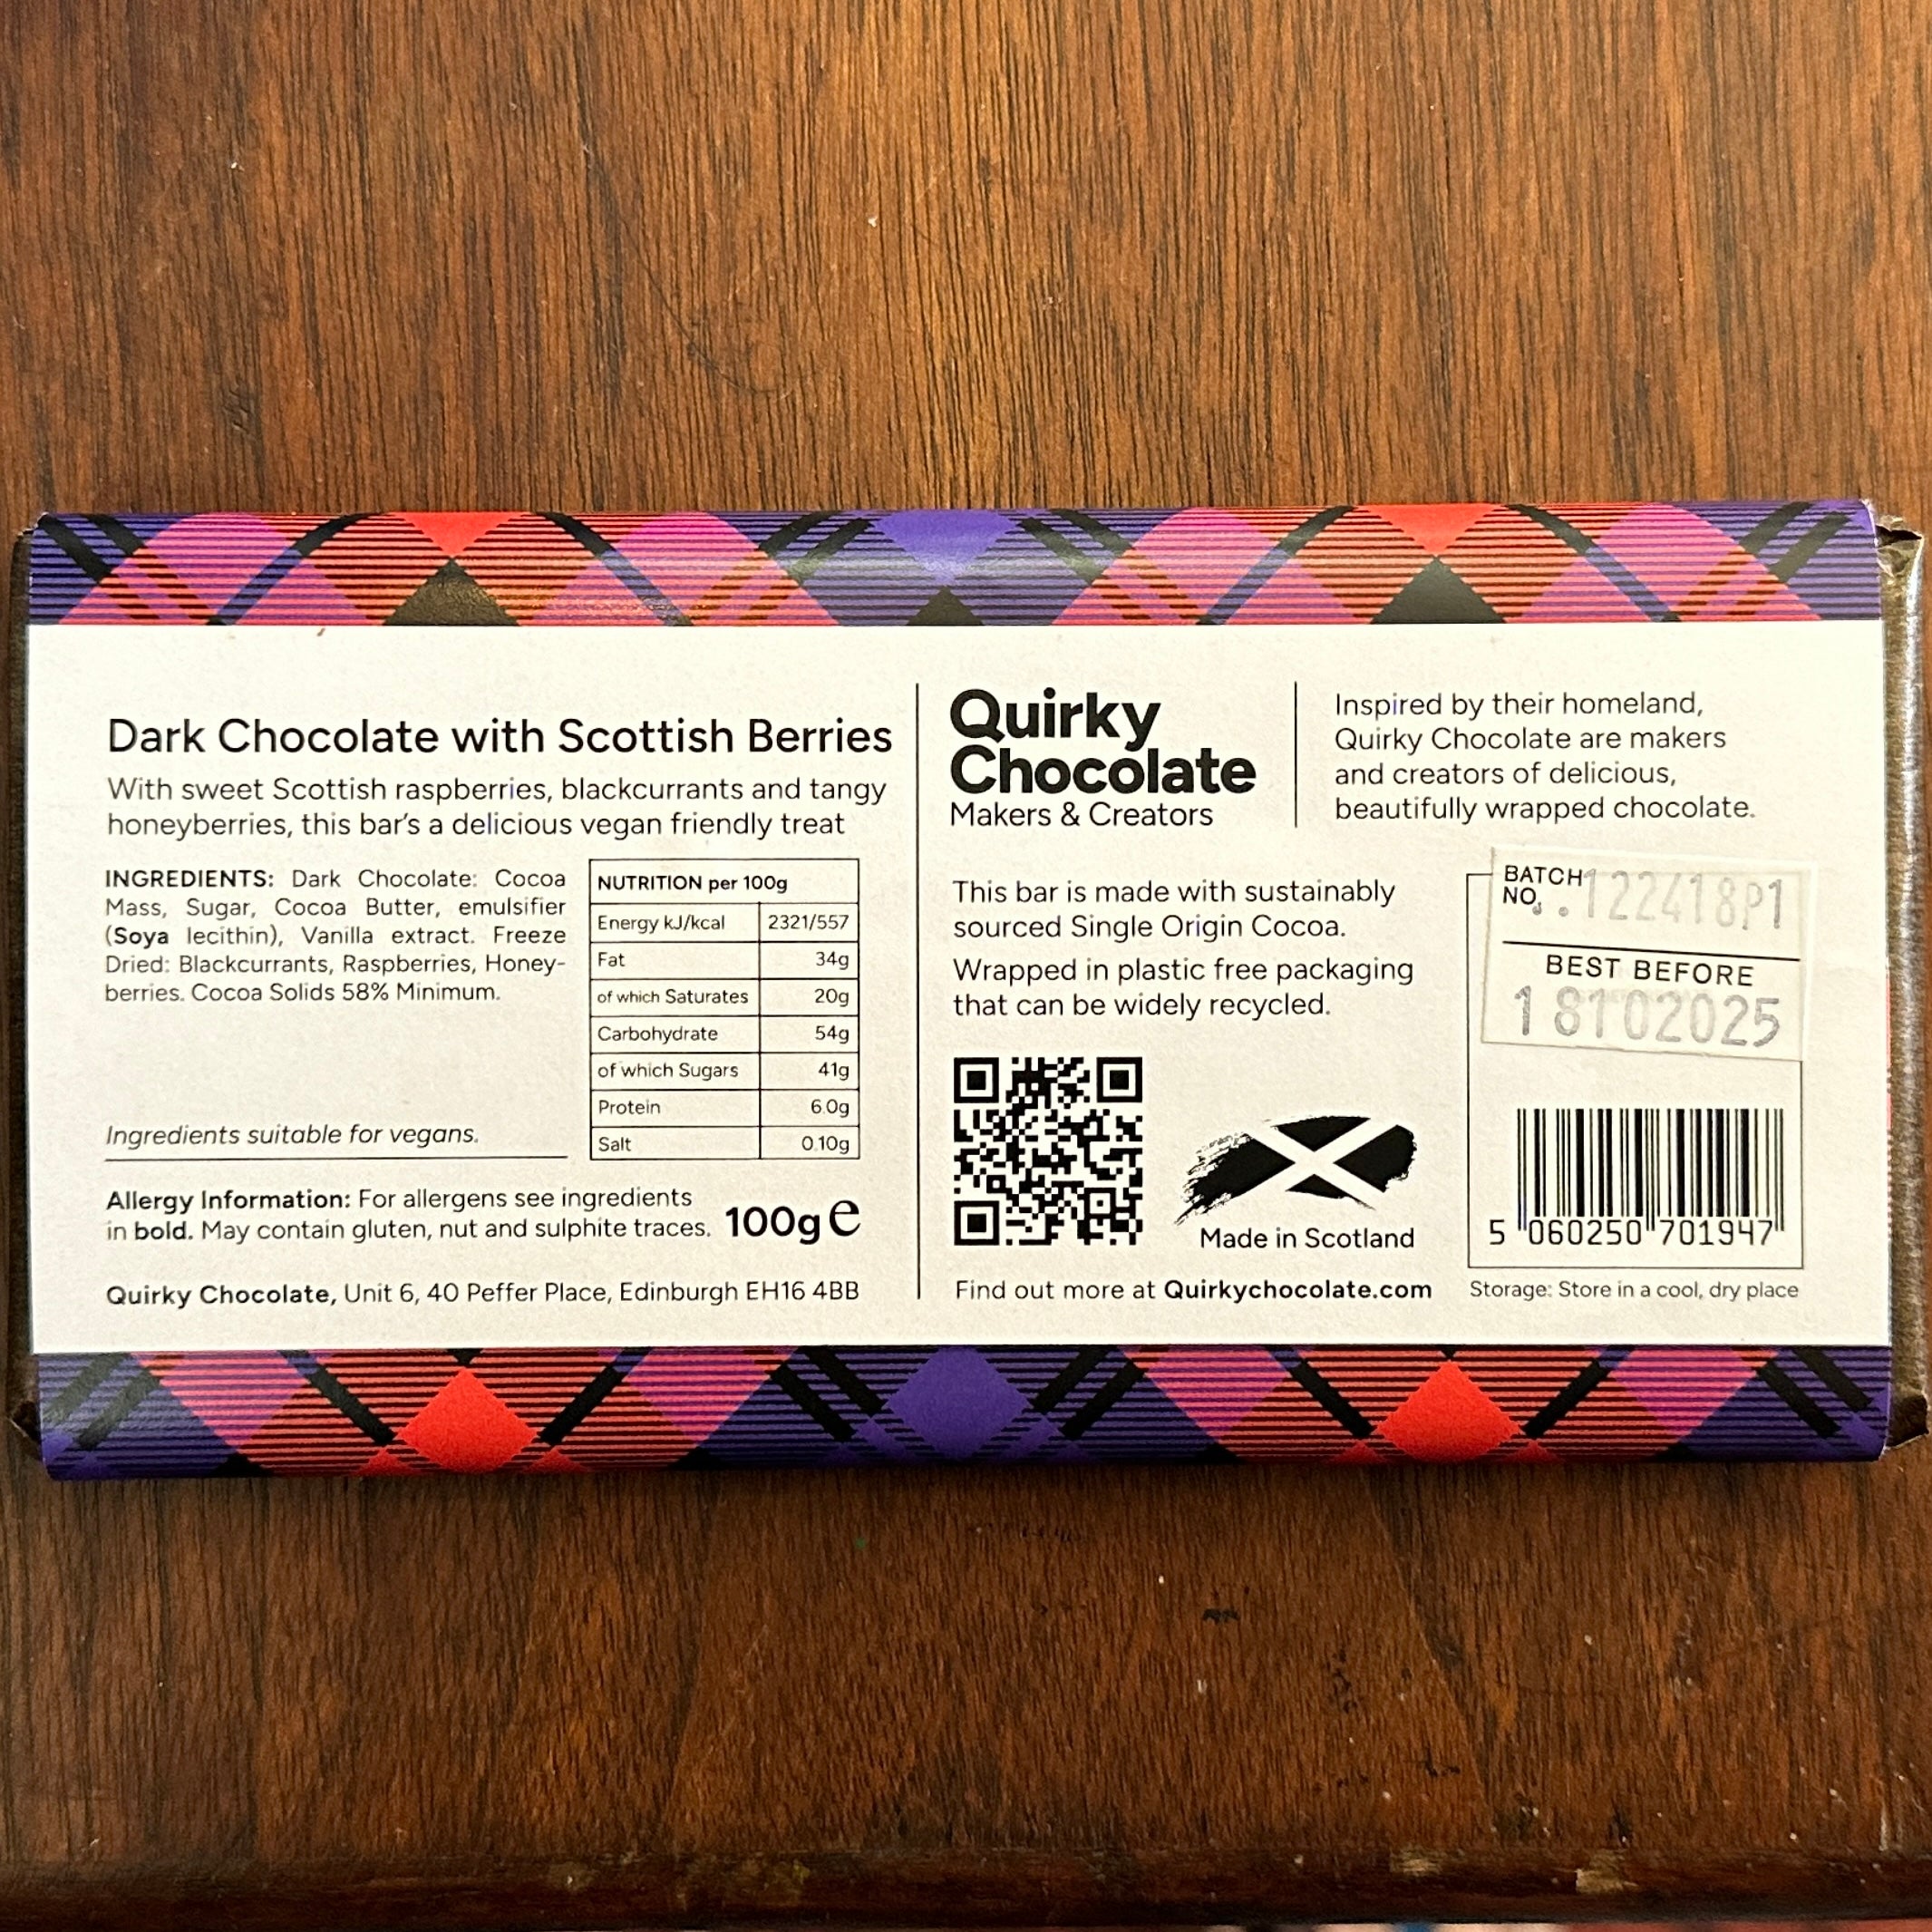 Dark Chocolate with Scottish Berries
With sweet Scottish raspberries, blackcurrants and tangy
honeyberries, this bar's a delicious vegan friendly treat
INGREDIENTS: Dark Chocolate: Cocoa
Mass, Sugar, Cocoa Butter, emulsifier
(Soya lecithin), Vanilla extract. Freeze
Dried: Blackcurrants, Raspberries, Honey-
berries. Cocoa Solids 58% Minimum.
Ingredients suitable for vegans.
NUTRITION per 100g
Energy kJ/kcal 2321/557
Fat 34g
of which Saturates 20g
Carbohydrate 54g
of which Sugars 41g
Protein 6.0g
Salt 0.10g
Allergy Information: For allergens see ingredients
in bold. May contain gluten, nut and sulphite traces.
100g e
Quirky Chocolate, Unit 6, 40 Peffer Place, Edinburgh EH16 4BB
Quirky
Chocolate
Makers & Creators
Inspired by their homeland,
Quirky Chocolate are makers
and creators of delicious,
beautifully wrapped chocolate.
This bar is made with sustainably
sourced Single Origin Cocoa.
Wrapped in plastic free packaging
that can be widely recycled.
Made in Scotland
Find out more at Quirkychocolate.com
BATCH
NO. .122418P1
BEST BEFORE
18102025
5 060250 701947
Storage: Store in a cool, dry place